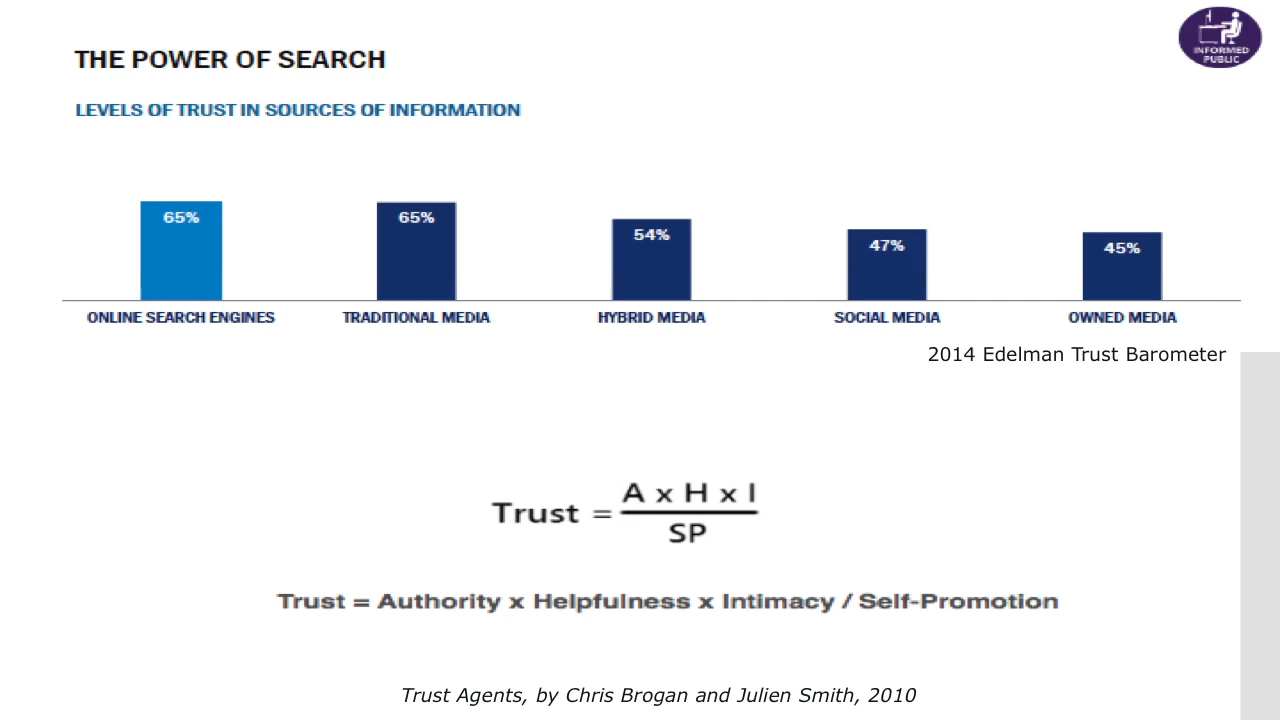 INFORMED
PUBLIC
THE POWER OF SEARCH
LEVELS OF TRUST IN SOURCES OF INFORMATION
65% 65% 54% 47% 45%
ONLINE SEARCH ENGINES TRADITIONAL MEDIA HYBRID MEDIA SOCIAL MEDIA OWNED MEDIA
2014 Edelman Trust Barometer
A x H x I
Trust =
SP
Trust = Authority x Helpfulness x Intimacy / Self-Promotion
Trust Agents, by Chris Brogan and Julien Smith, 2010